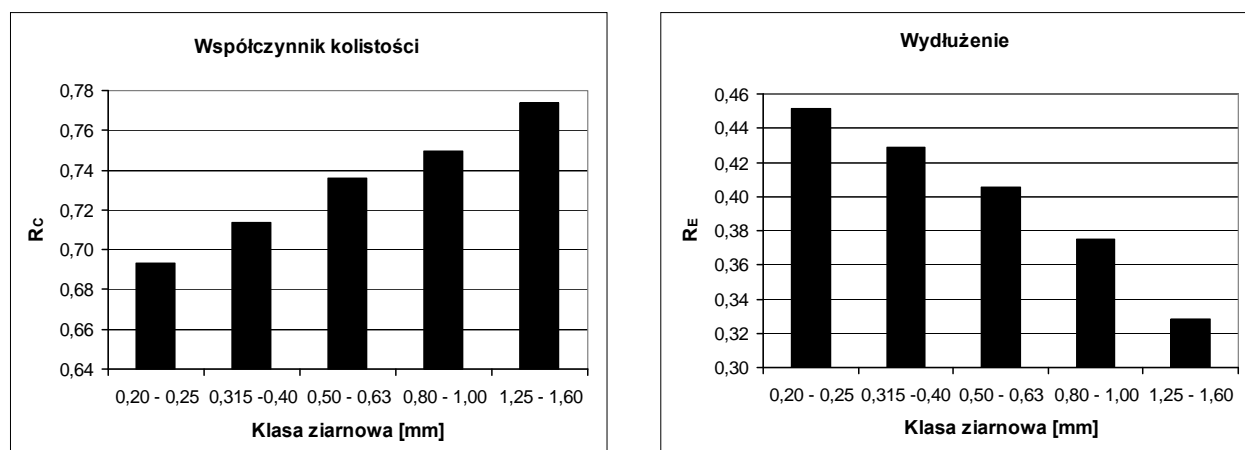 Współczynnik kolistości
0,78
0,76
0,74
0,72
0,70
0,68
0,66
0,64
RC
0,20 - 0,25 0,315 -0,40 0,50 - 0,63 0,80 - 1,00 1,25 - 1,60
Klasa ziarnowa [mm]
Wydłużenie
0,46
0,44
0,42
0,40
0,38
0,36
0,34
0,32
0,30
RE
0,20 - 0,25 0,315 -0,40 0,50 - 0,63 0,80 - 1,00 1,25 - 1,60
Klasa ziarnowa [mm]